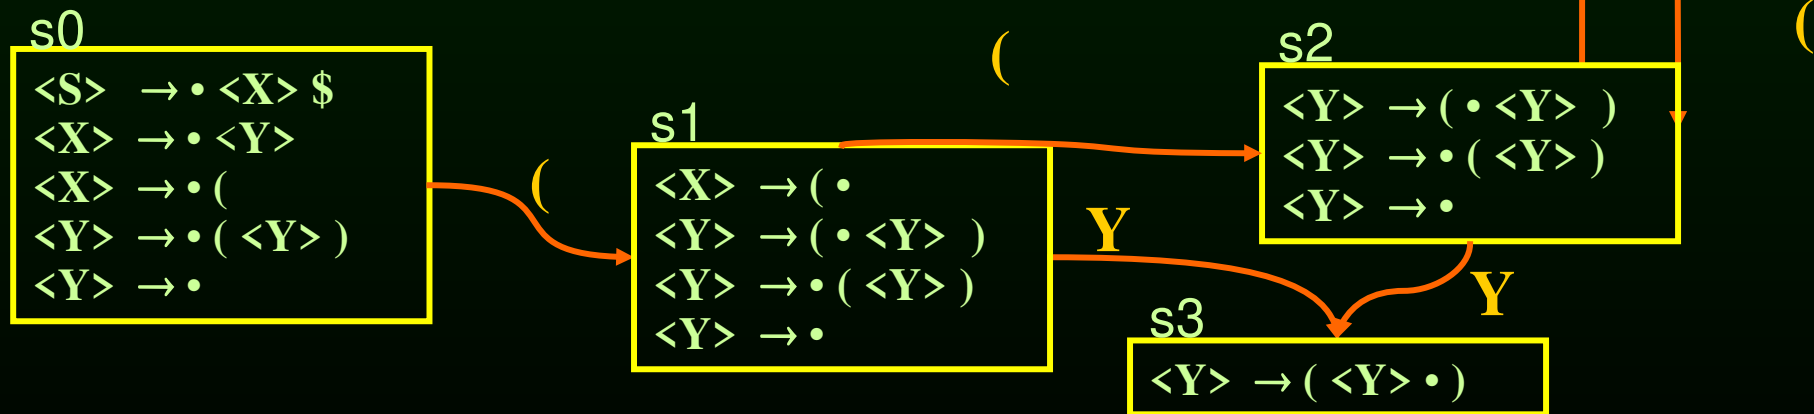 s0
<S> → • <X> $
<X> → • <Y>
<X> → • (
<Y> → • ( <Y> )
<Y> → •
(
s1
<X> → ( •
<Y> → ( • <Y> )
<Y> → • ( <Y> )
<Y> → •
(
Y
s2
<Y> → ( • <Y> )
<Y> → • ( <Y> )
<Y> → •
(
Y
s3
<Y> → ( <Y> • )